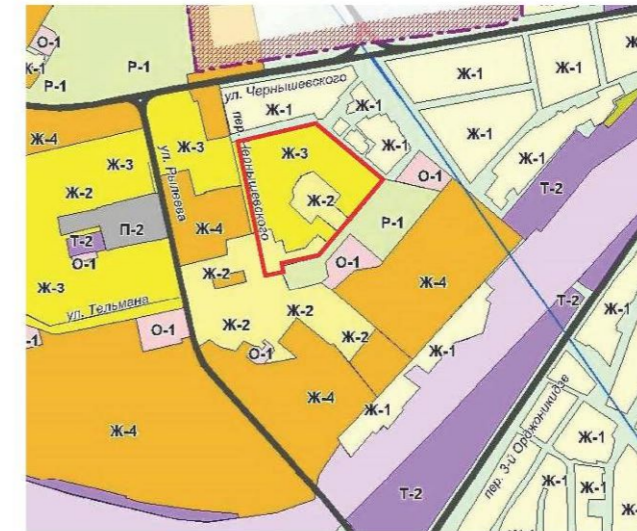 О-1
Ж-1
Р-1
Р-1
ул. Чернышевского
Ж-1
Ж-1
Ж-1
Ж-1
Ж-1
Ж-4
Ж-3
Ж-3
ул. Рылеева
пер. Чернышевского
Ж-3
О-1
Ж-1
Ж-1
Т-2
Ж-2
Ж-2
П-2
Т-2
О-1
Ж-4
Р-1
Ж-3
Ж-2
О-1
Ж-4
Т-2
ул. Тельмана
О-1
Ж-2
Ж-2
Ж-2
О-1
Ж-1
Ж-4
Ж-4
Ж-1
Т-2
пер. 3-й Орджоникидзе
Ж-1
Ж-1
Ж-1